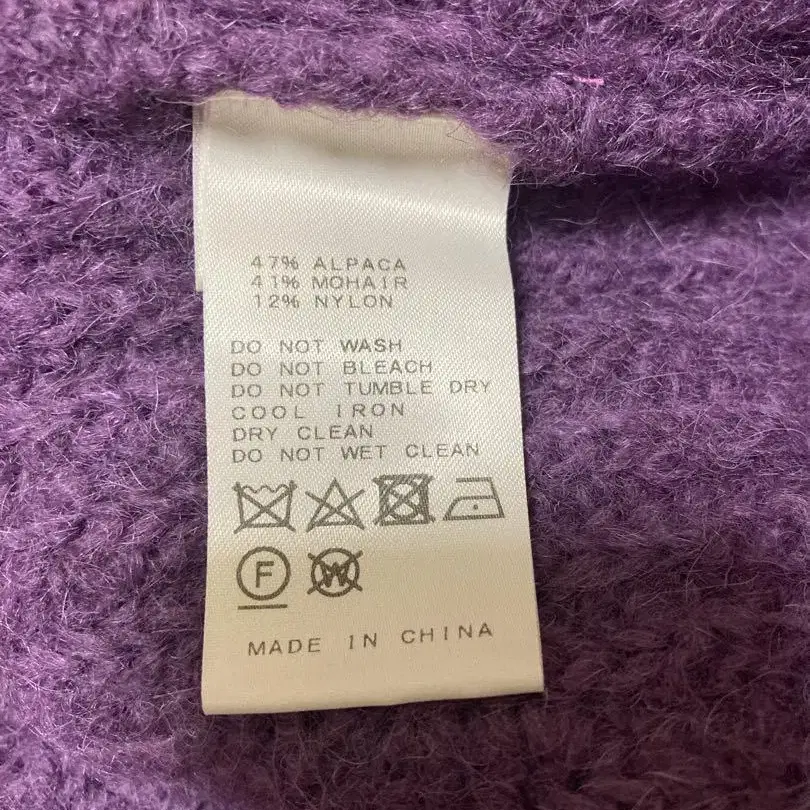 47% ALPACA
41% MOHAIR
12% NYLON
DO NOT WASH
DO NOT BLEACH
DO NOT TUMBLE DRY
COOL IRON
DRY CLEAN
DO NOT WET CLEAN
F W
MADE IN CHINA